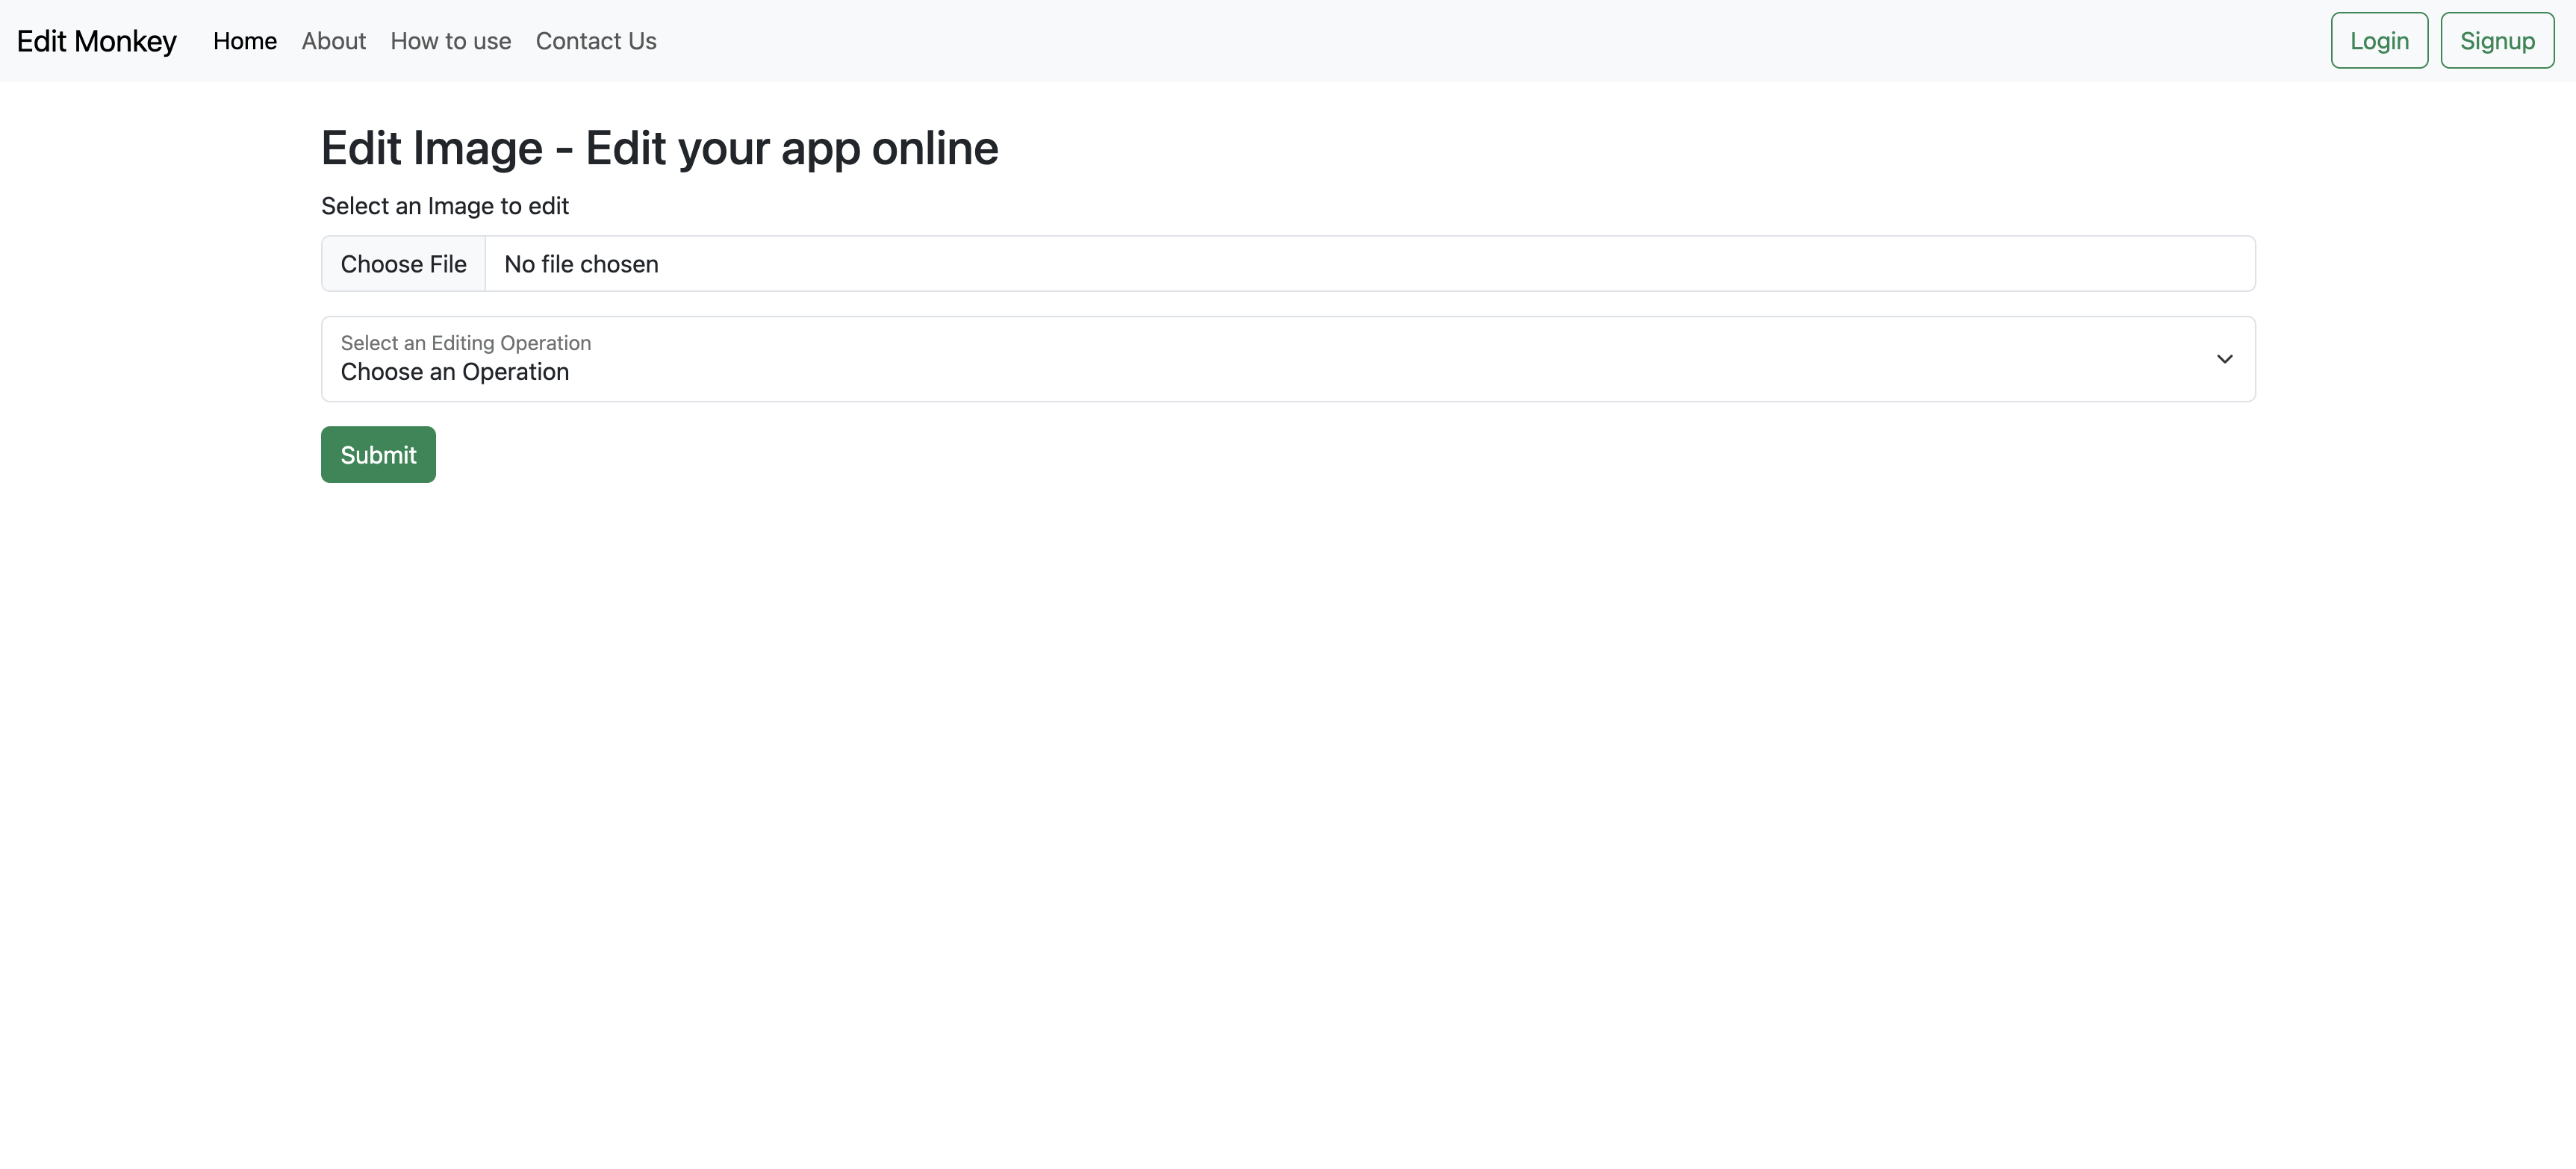 Edit Monkey Home About How to use Contact Us Login Signup
Edit Image - Edit your app online
Select an Image to edit
Choose File No file chosen
Select an Editing Operation
Choose an Operation
Submit